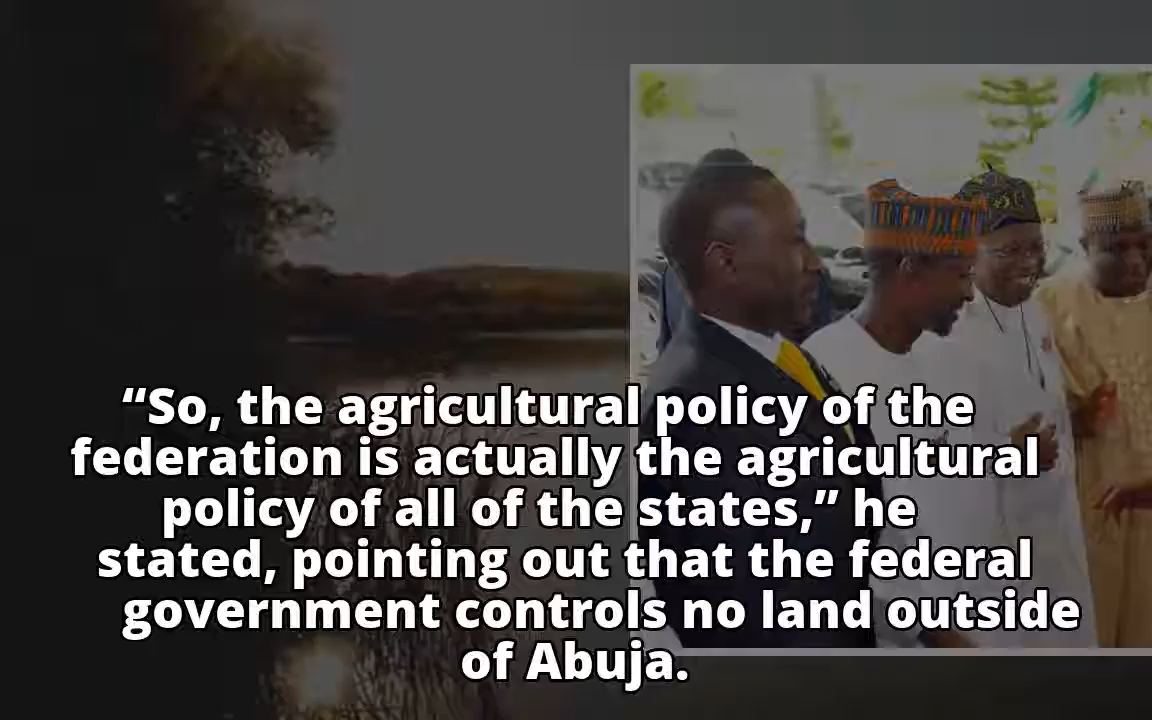 “So, the agricultural policy of the
federation is actually the agricultural
policy of all of the states,” he
stated, pointing out that the federal
government controls no land outside
of Abuja.